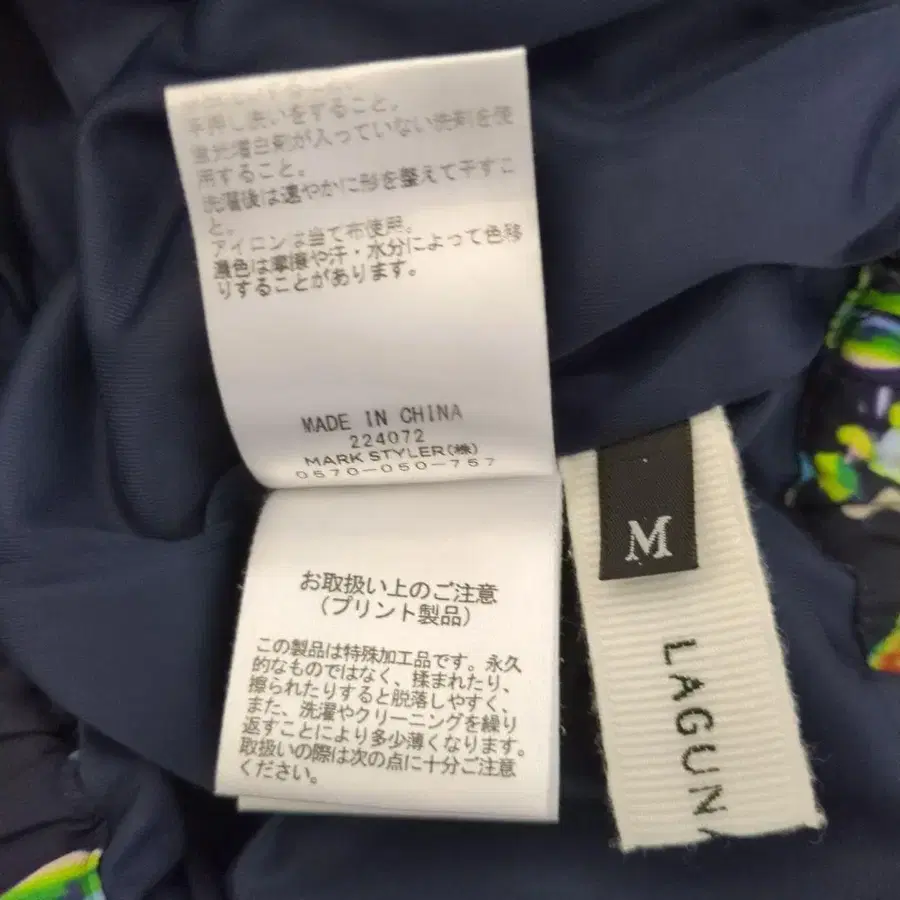 手押し洗いをすること。
蛍光増白剤が入っていない洗剤を使
用すること。
洗濯後は速やかに形を整えて干すこ
と。
アイロンは当て布使用。
濃色は摩擦や汗・水分によって色移
りすることがあります。
MADE IN CHINA
224072
MARK STYLER(株)
0570-050-757
お取扱い上のご注意
(プリント製品)
この製品は特殊加工品です。永久
的なものではなく、揉まれたり、
擦られたりすると脱落しやすく、
また、洗濯やクリーニングを繰り
返すことにより多少薄くなります。
取扱いの際は次の点に十分ご注意
ください。
M
LAGUNA